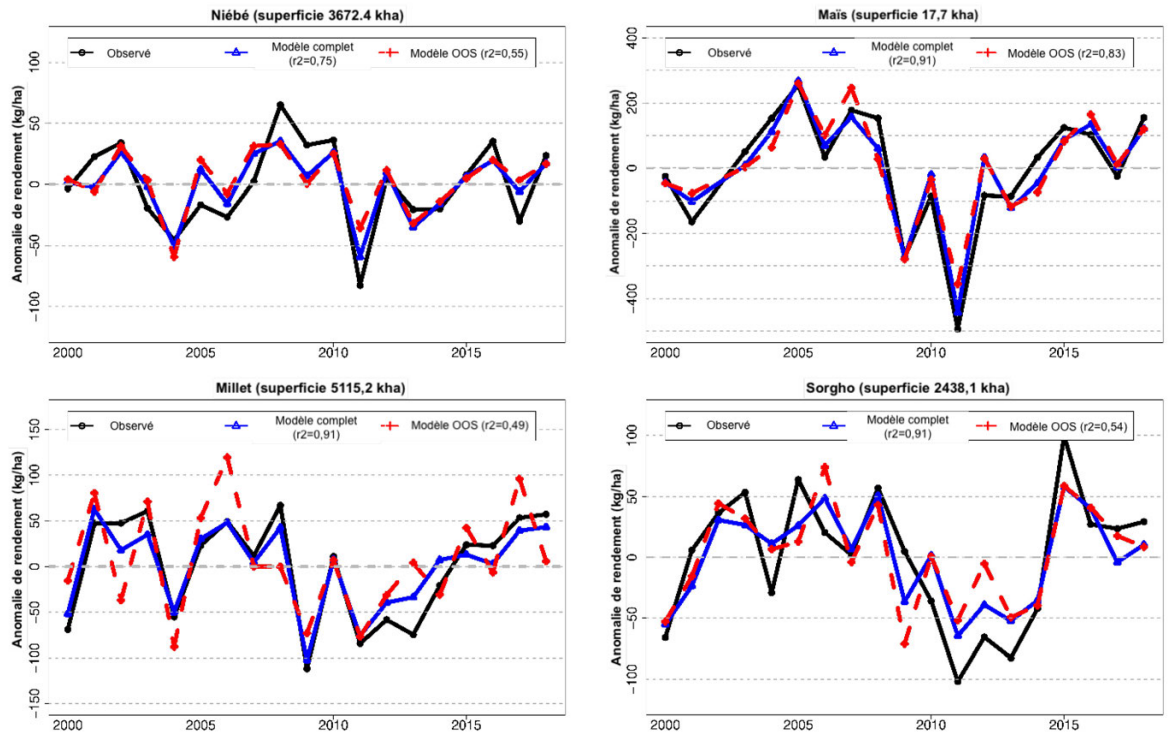 Niébé (superficie 3672.4 kha)
Observé
Modèle complet
(r2=0,75)
Modèle OOS (r2=0,55)
Anomalie de rendement (kg/ha)
100
50
0
−50
−100
2000
2005
2010
2015
Maïs (superficie 17,7 kha)
Observé
Modèle complet
(r2=0,91)
Modèle OOS (r2=0,83)
Anomalie de rendement (kg/ha)
400
200
0
−200
−400
2000
2005
2010
2015
Millet (superficie 5115,2 kha)
Observé
Modèle complet
(r2=0,91)
Modèle OOS (r2=0,49)
Anomalie de rendement (kg/ha)
150
100
50
0
−50
−100
−150
2000
2005
2010
2015
Sorgho (superficie 2438,1 kha)
Observé
Modèle complet
(r2=0,91)
Modèle OOS (r2=0,54)
Anomalie de rendement (kg/ha)
100
50
0
−50
−100
2000
2005
2010
2015